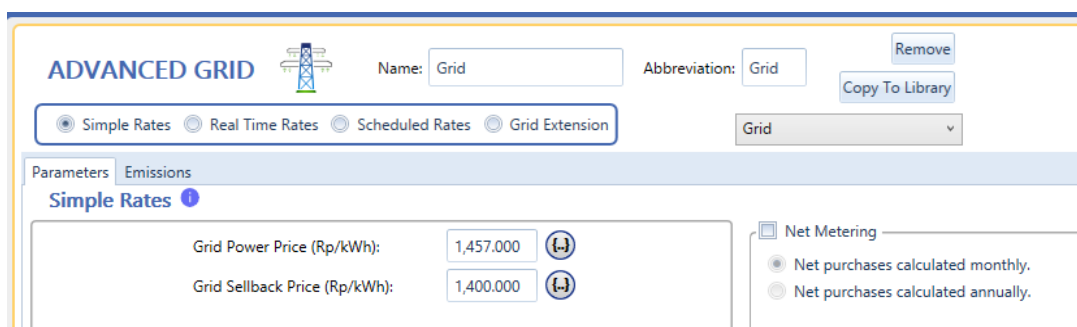 Remove
ADVANCED GRID Name: Grid Abbreviation: Grid
Copy To Library
Simple Rates Real Time Rates Scheduled Rates Grid Extension Grid
Parameters Emissions
Simple Rates i
Net Metering
Grid Power Price (Rp/kWh): 1,457.000 {..}
Net purchases calculated monthly.
Grid Sellback Price (Rp/kWh): 1,400.000 {..}
Net purchases calculated annually.